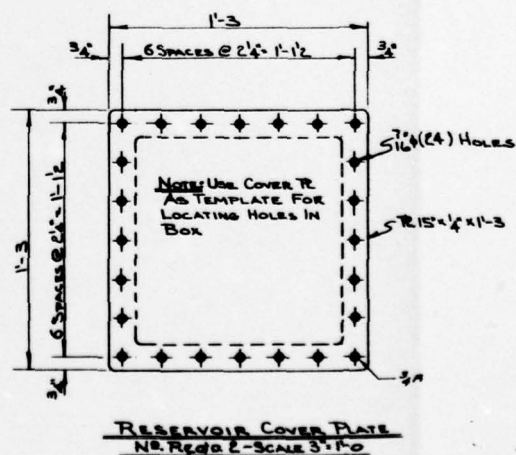 1'-3
3/4" 6 SPACES @ 2 1/4" = 1'-1 1/2 3/4"
3/4"
7/16"φ (24) HOLES
NOTE: USE COVER PL
AS TEMPLATE FOR
LOCATING HOLES IN
BOX
1'-3
6 SPACES @ 2 1/4" = 1'-1 1/2
PL 15" x 1/4" x 1'-3
3/4"
RESERVOIR COVER PLATE
No. REQ'D 2 - SCALE 3" = 1'-0